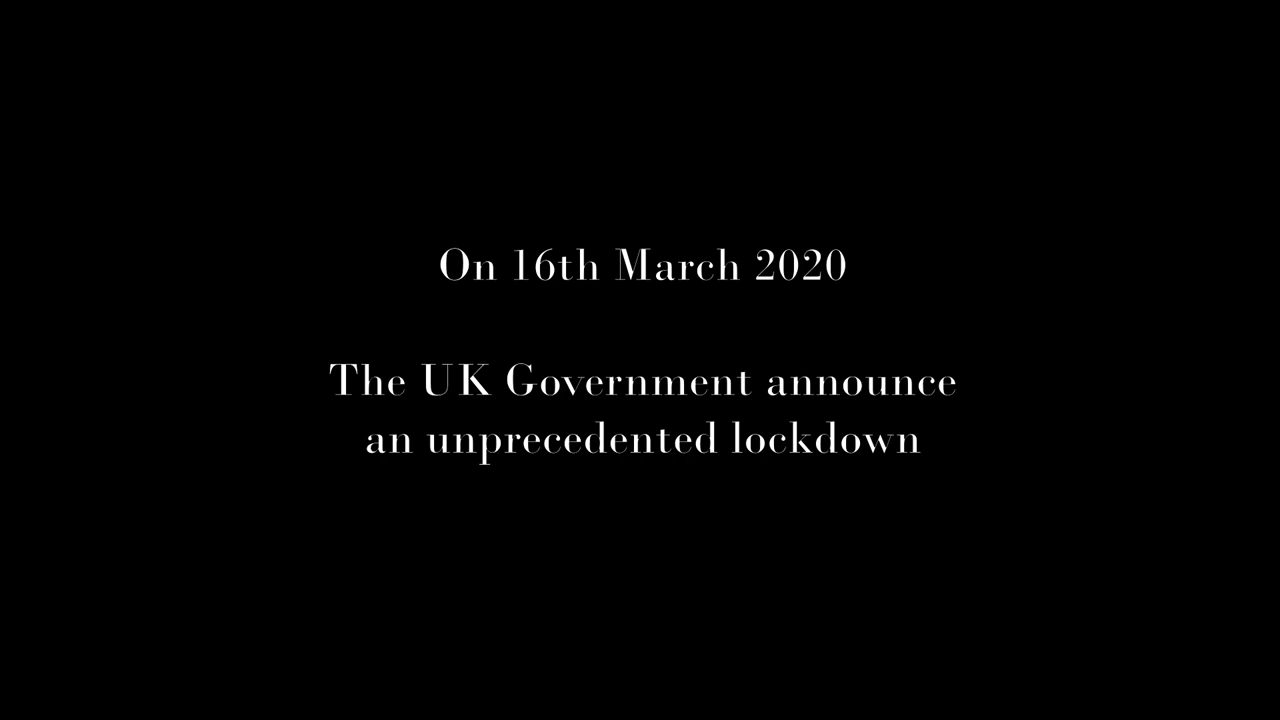 On 16th March 2020
The UK Government announce
an unprecedented lockdown